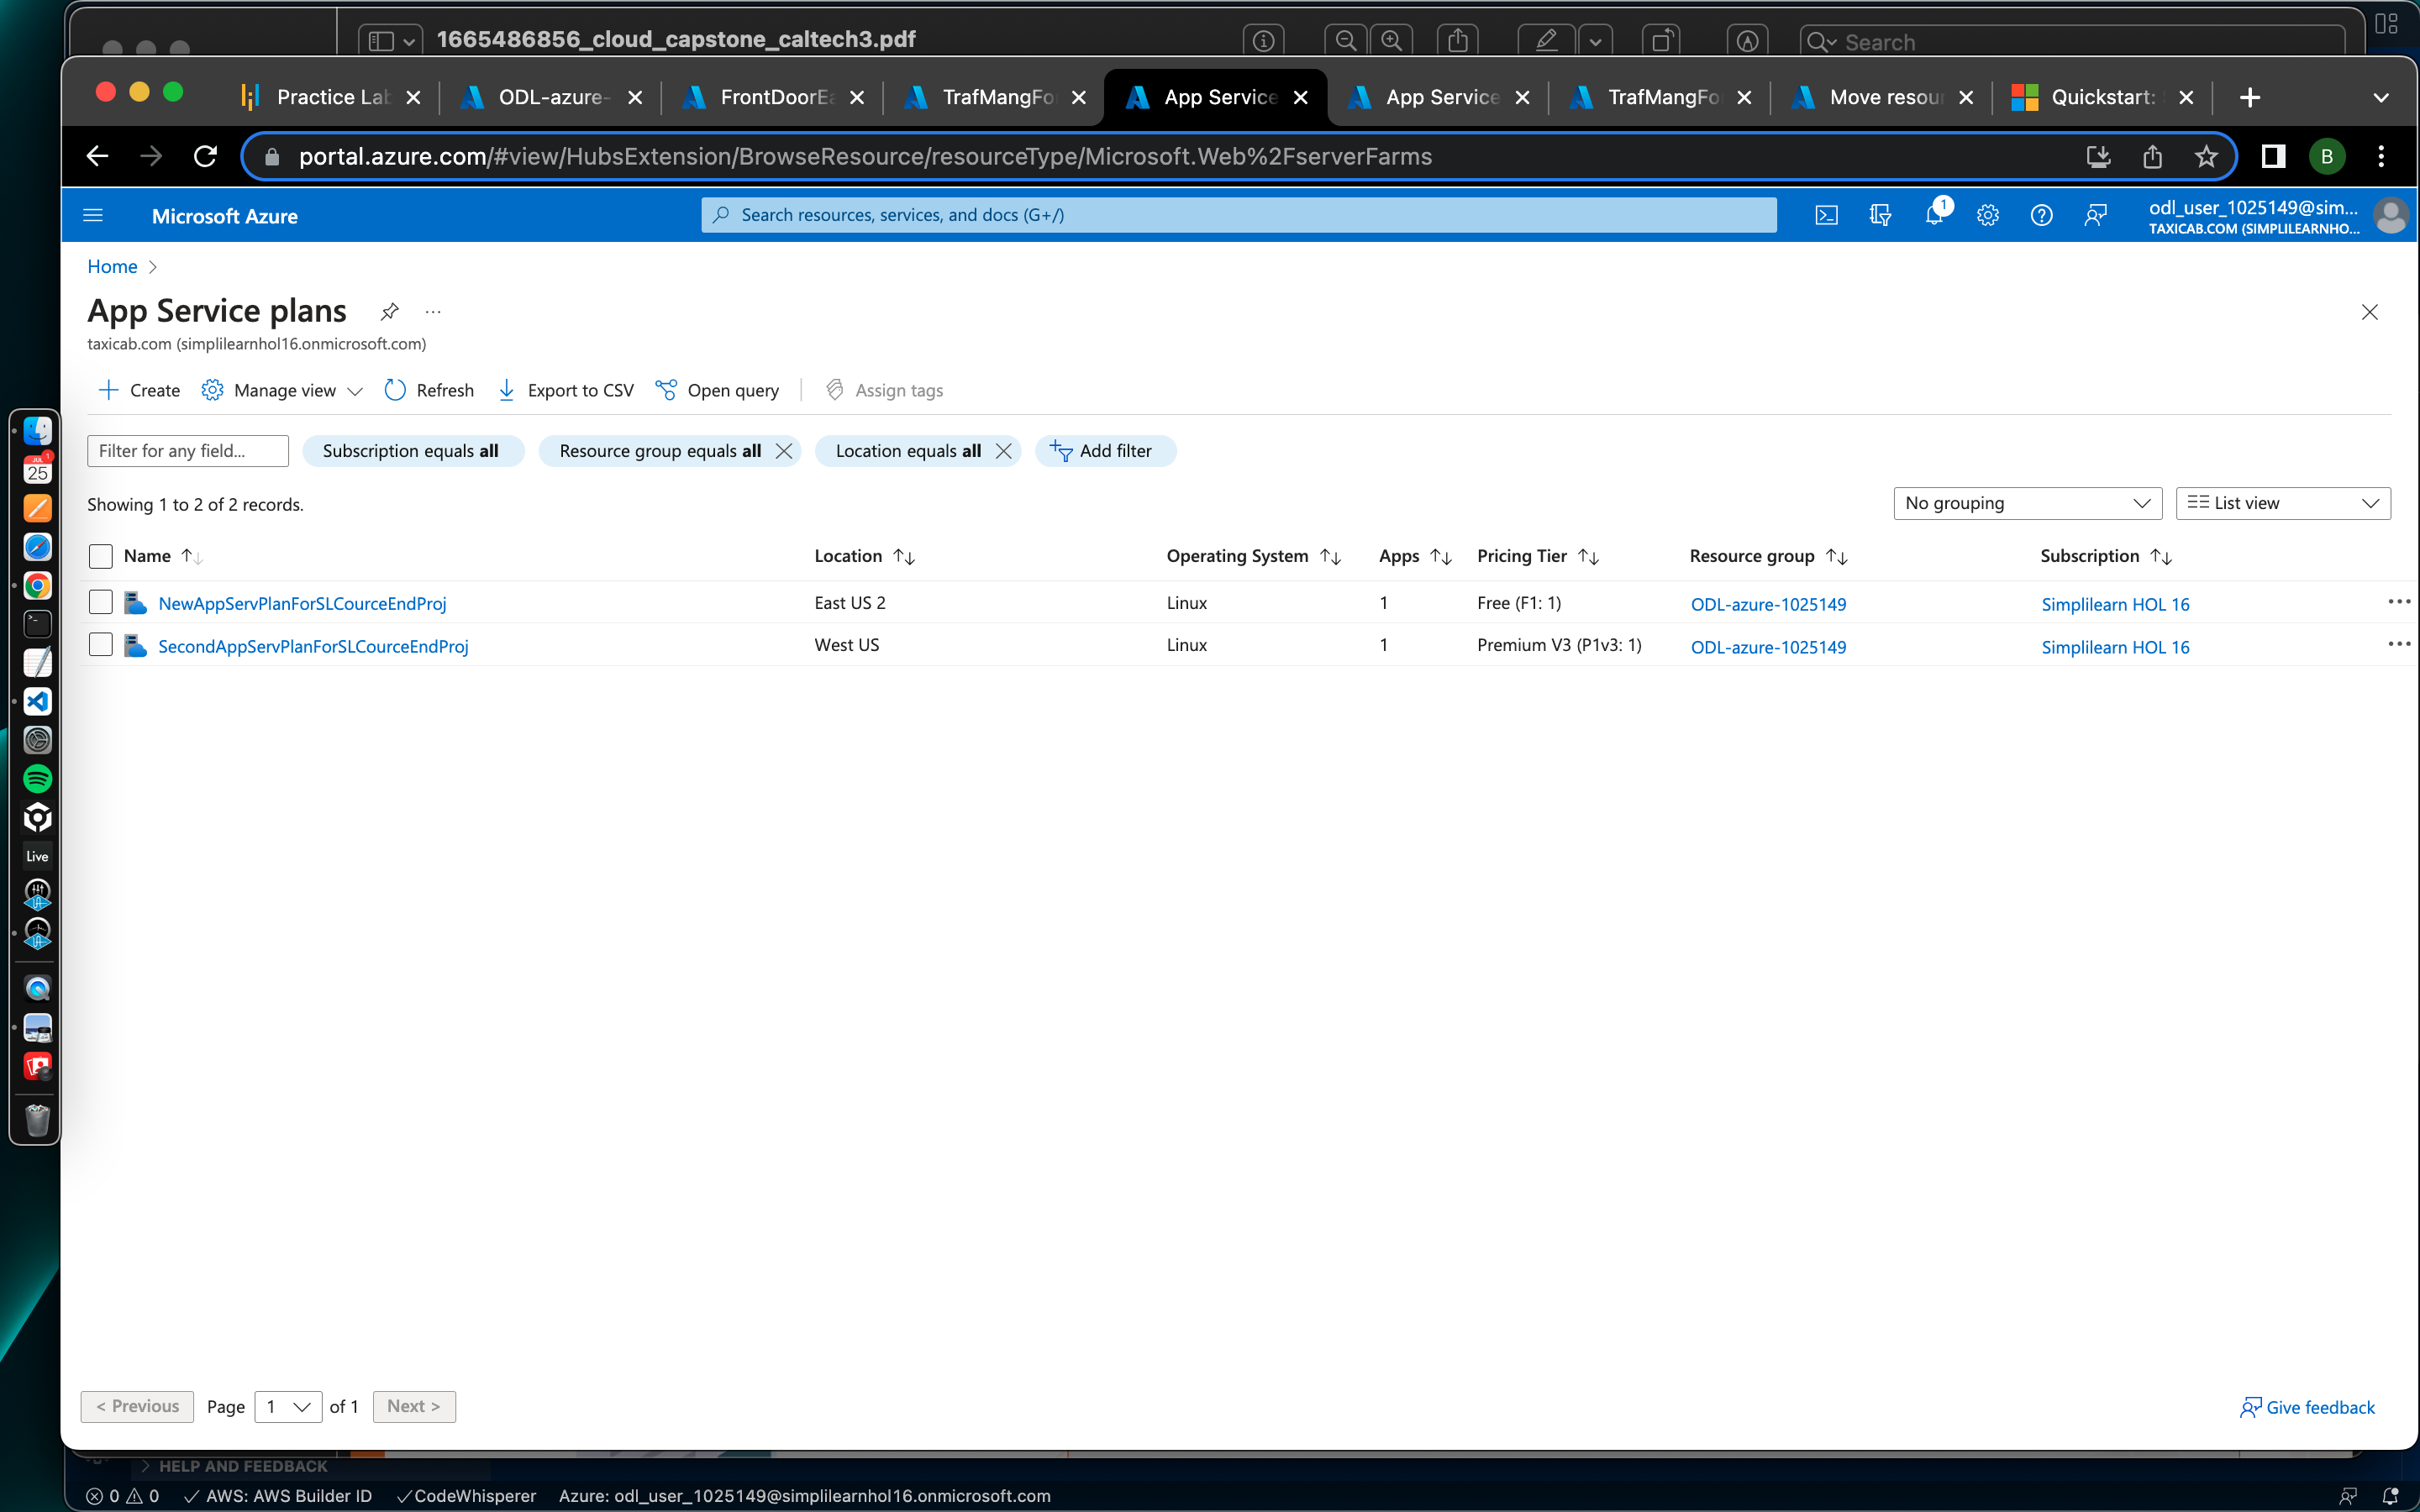 1665486856_cloud_capstone_caltech3.pdf
Search
Practice Lab
ODL-azure-
FrontDoorEa
TrafMangFo
App Service
App Service
TrafMangFo
Move resour
Quickstart:
portal.azure.com/#view/HubsExtension/BrowseResource/resourceType/Microsoft.Web%2FserverFarms
B
Microsoft Azure
Search resources, services, and docs (G+/)
1
odl_user_1025149@sim...
TAXICAB.COM (SIMPLILEARNHO...
Home
App Service plans
...
taxicab.com (simplilearnhol16.onmicrosoft.com)
Create
Manage view
Refresh
Export to CSV
Open query
Assign tags
Filter for any field...
Subscription equals all
Resource group equals all
Location equals all
Add filter
Showing 1 to 2 of 2 records.
No grouping
List view
Name
Location
Operating System
Apps
Pricing Tier
Resource group
Subscription
NewAppServPlanForSLCourceEndProj
East US 2
Linux
1
Free (F1: 1)
ODL-azure-1025149
Simplilearn HOL 16
SecondAppServPlanForSLCourceEndProj
West US
Linux
1
Premium V3 (P1v3: 1)
ODL-azure-1025149
Simplilearn HOL 16
JUL
25
1
Live
< Previous
Page
1
of 1
Next >
Give feedback
HELP AND FEEDBACK
0
0
AWS: AWS Builder ID
CodeWhisperer
Azure: odl_user_1025149@simplilearnhol16.onmicrosoft.com